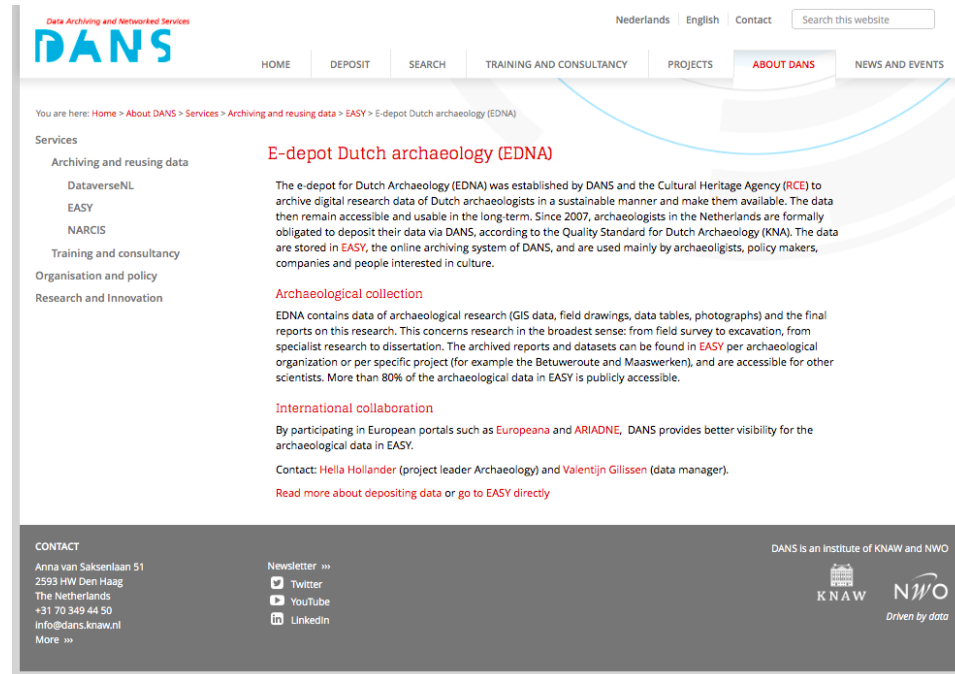 Data Archiving and Networked Services
DANS
Nederlands English Contact Search this website
HOME DEPOSIT SEARCH TRAINING AND CONSULTANCY PROJECTS ABOUT DANS NEWS AND EVENTS
You are here: Home > About DANS > Services > Archiving and reusing data > EASY > E-depot Dutch archaeology (EDNA)
Services
Archiving and reusing data
DataverseNL
EASY
NARCIS
Training and consultancy
Organisation and policy
Research and Innovation
E-depot Dutch archaeology (EDNA)
The e-depot for Dutch Archaeology (EDNA) was established by DANS and the Cultural Heritage Agency (RCE) to
archive digital research data of Dutch archaeologists in a sustainable manner and make them available. The data
then remain accessible and usable in the long-term. Since 2007, archaeologists in the Netherlands are formally
obligated to deposit their data via DANS, according to the Quality Standard for Dutch Archaeology (KNA). The data
are stored in EASY, the online archiving system of DANS, and are used mainly by archaeoligists, policy makers,
companies and people interested in culture.
Archaeological collection
EDNA contains data of archaeological research (GIS data, field drawings, data tables, photographs) and the final
reports on this research. This concerns research in the broadest sense: from field survey to excavation, from
specialist research to dissertation. The archived reports and datasets can be found in EASY per archaeological
organization or per specific project (for example the Betuweroute and Maaswerken), and are accessible for other
scientists. More than 80% of the archaeological data in EASY is publicly accessible.
International collaboration
By participating in European portals such as Europeana and ARIADNE, DANS provides better visibility for the
archaeological data in EASY.
Contact: Hella Hollander (project leader Archaeology) and Valentijn Gilissen (data manager).
Read more about depositing data or go to EASY directly
CONTACT
Anna van Saksenlaan 51
2593 HW Den Haag
The Netherlands
+31 70 349 44 50
info@dans.knaw.nl
More »»
Newsletter »»
Twitter
YouTube
LinkedIn
DANS is an institute of KNAW and NWO
KNAW
NWO
Driven by data